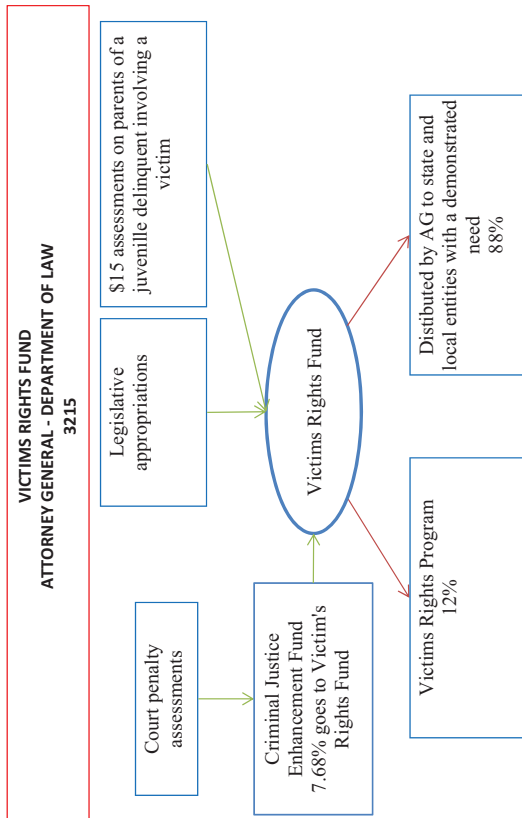 VICTIMS RIGHTS FUND
ATTORNEY GENERAL - DEPARTMENT OF LAW
3215
Court penalty
assessments
Legislative
appropriations
$15 assessments on parents of a
juvenille delinquent involving a
victim
Criminal Justice
Enhancement Fund
7.68% goes to Victim's
Rights Fund
Victims Rights Fund
Victims Rights Program
12%
Distibuted by AG to state and
local entities with a demonstrated
need
88%